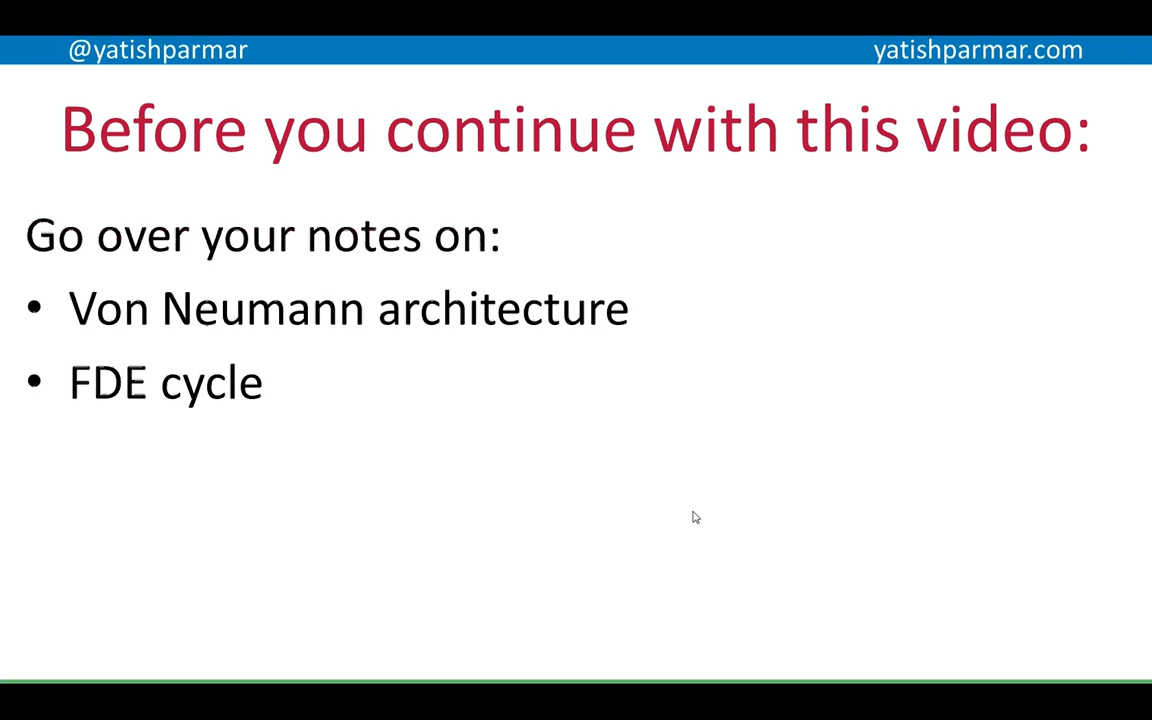 @yatishparmar yatishparmar.com
Before you continue with this video:
Go over your notes on:
• Von Neumann architecture
• FDE cycle